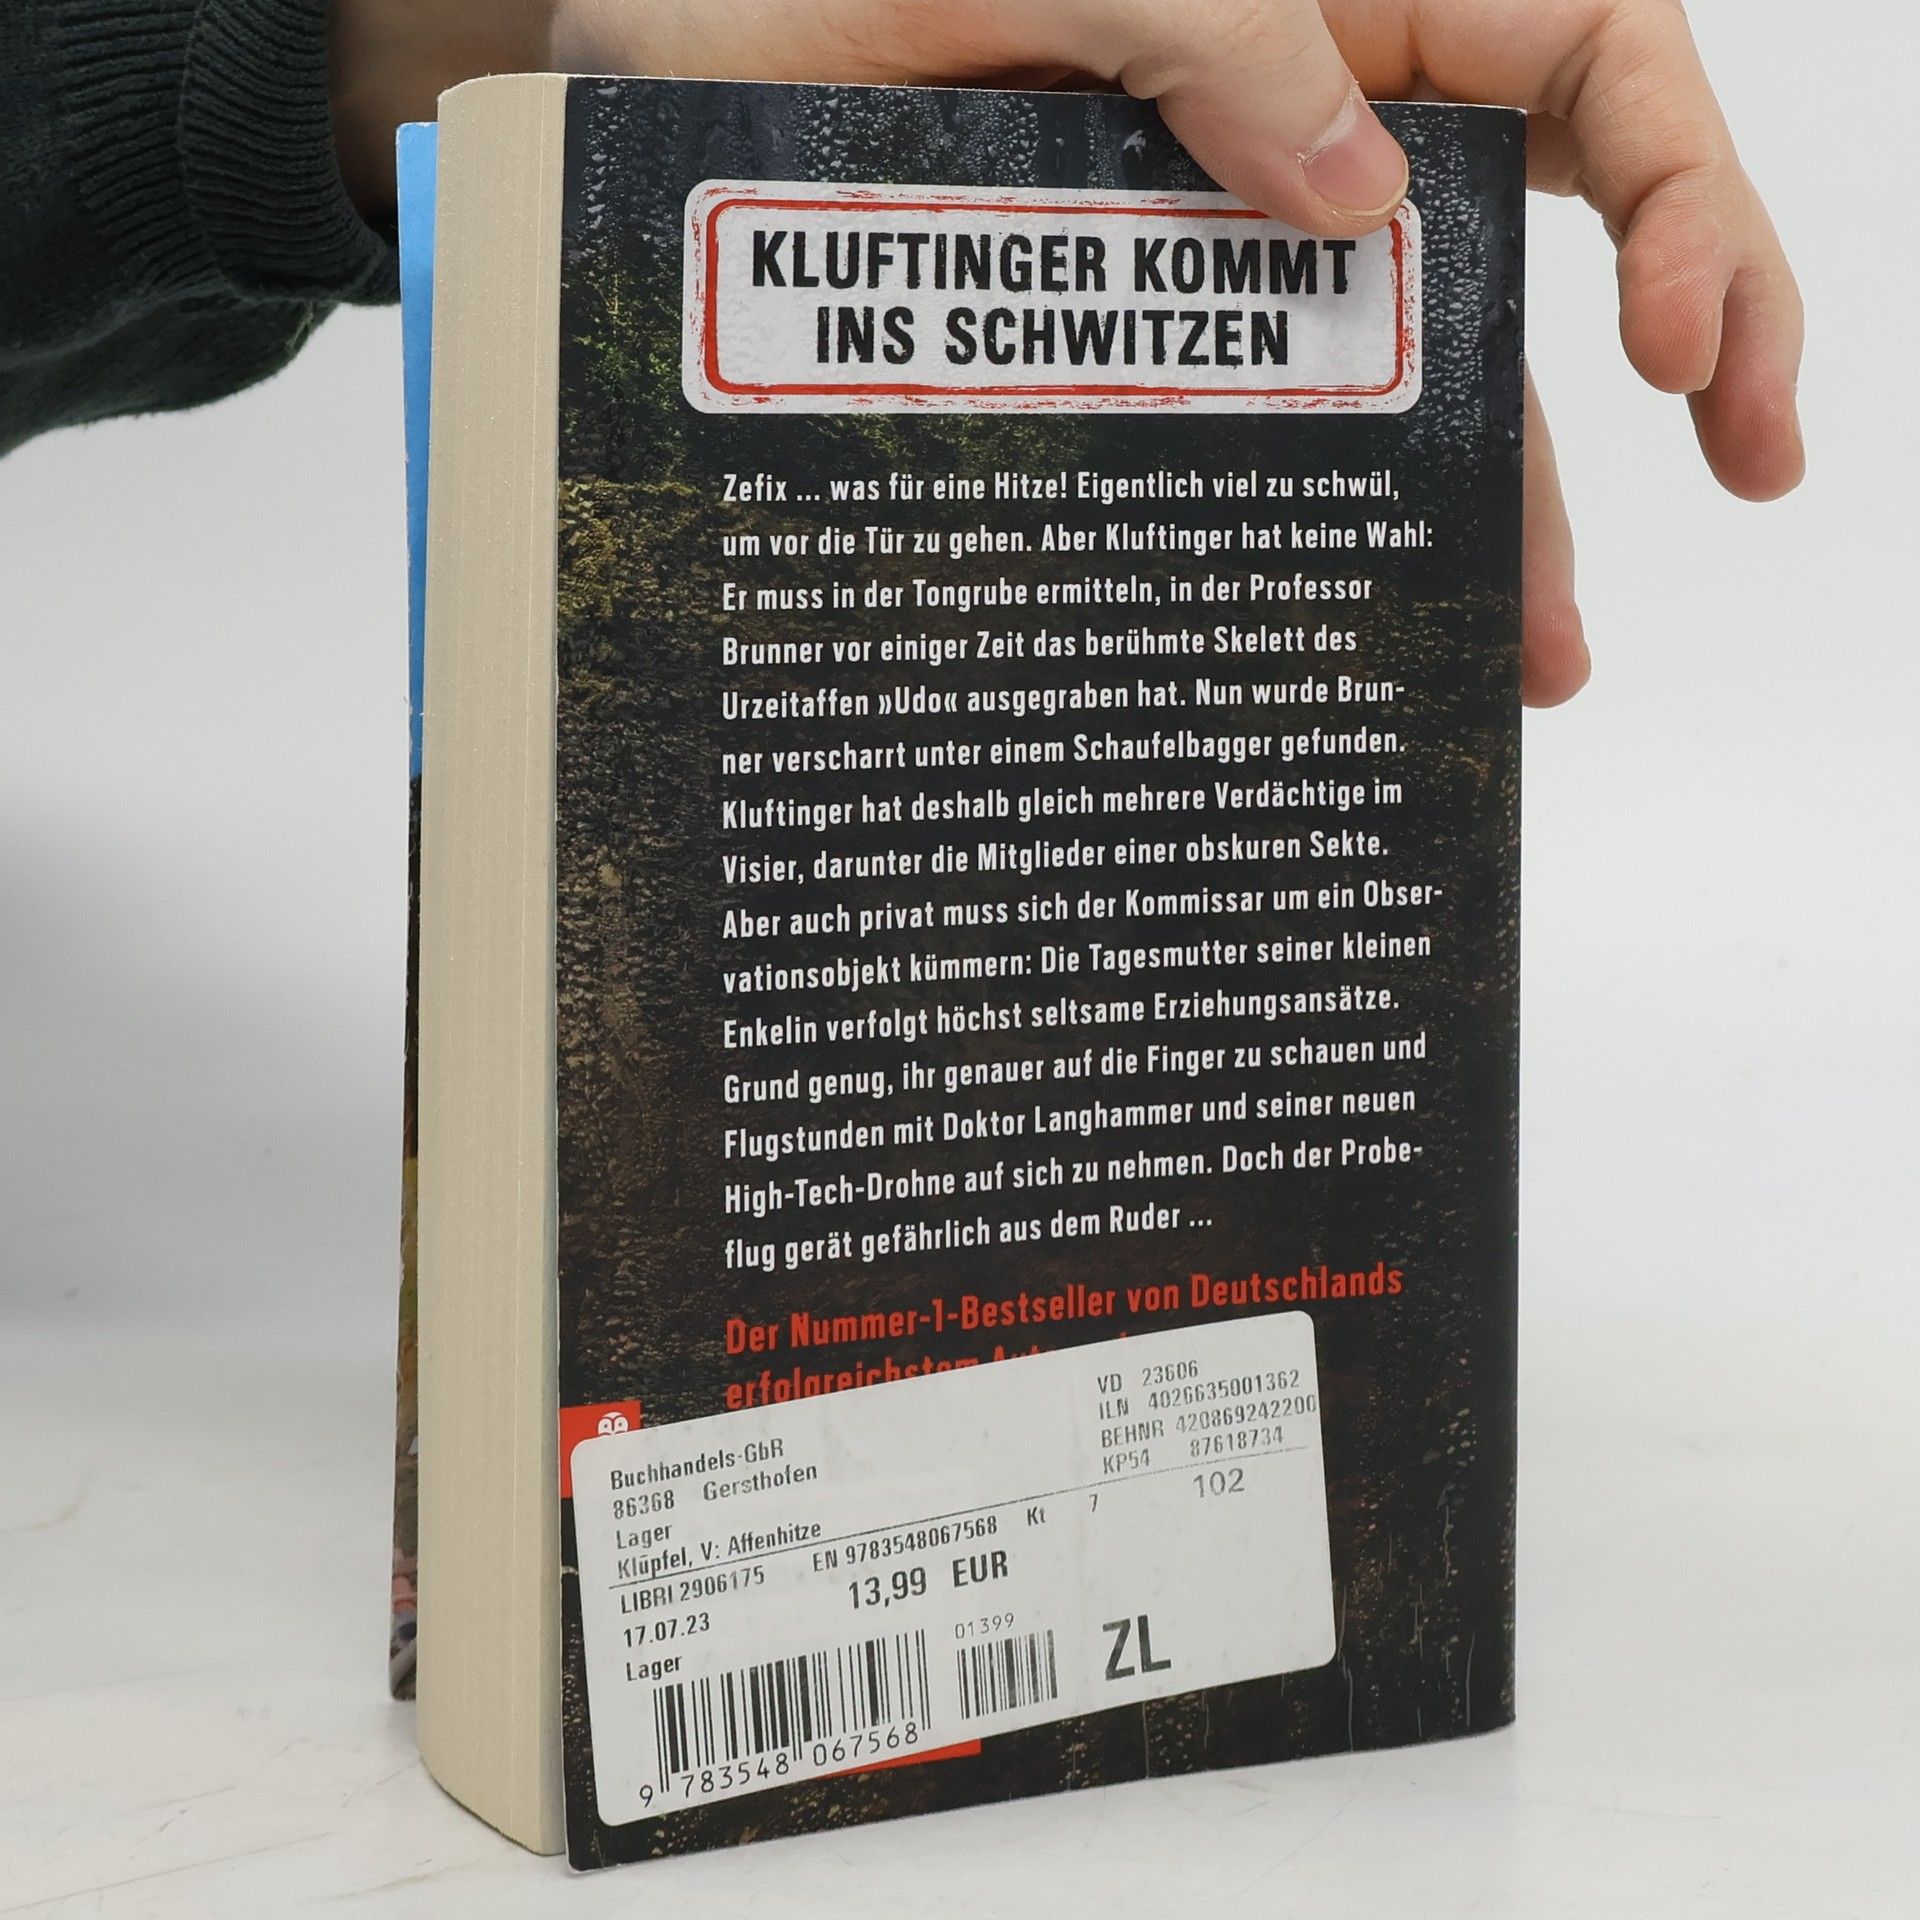 KLUFTINGER KOMMT
INS SCHWITZEN
Zefix ... was für eine Hitze! Eigentlich viel zu schwül,
um vor die Tür zu gehen. Aber Kluftinger hat keine Wahl:
Er muss in der Tongrube ermitteln, in der Professor
Brunner vor einiger Zeit das berühmte Skelett des
Urzeitaffen »Udo« ausgegraben hat. Nun wurde Brun-
ner verscharrt unter einem Schaufelbagger gefunden.
Kluftinger hat deshalb gleich mehrere Verdächtige im
Visier, darunter die Mitglieder einer obskuren Sekte.
Aber auch privat muss sich der Kommissar um ein Obser-
vationsobjekt kümmern: Die Tagesmutter seiner kleinen
Enkelin verfolgt höchst seltsame Erziehungsansätze.
Grund genug, ihr genauer auf die Finger zu schauen und
Flugstunden mit Doktor Langhammer und seiner neuen
High-Tech-Drohne auf sich zu nehmen. Doch der Probe-
flug gerät gefährlich aus dem Ruder ...
Der Nummer-1-Bestseller von Deutschlands
erfolgreichstem
VD 23606
ILN 4026635001362
BEHNR 420869242200
KP54 87618734
Buchhandels-GbR
86368 Gersthofen
Lager
102
Klüpfel, V: Affenhitze
LIBRI 2906175 EN 9783548067568 Kt 7
17.07.23 13,99 EUR
Lager
01399
ZL
9 783548 067568